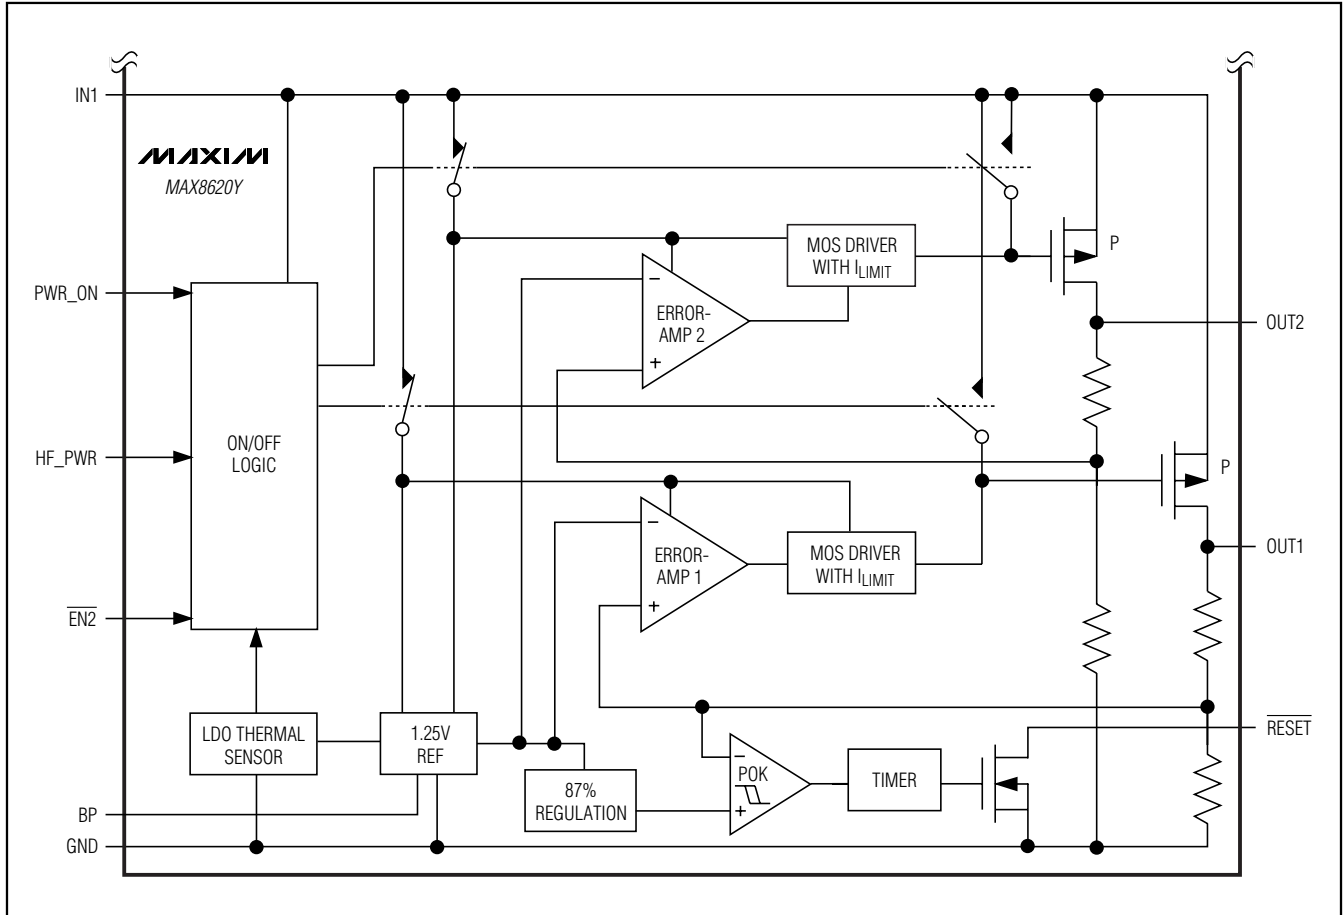 IN1
MAXIM
MAX8620Y
PWR_ON
HF_PWR
EN2
BP
GND
ON/OFF
LOGIC
LDO THERMAL
SENSOR
1.25V
REF
87%
REGULATION
−
ERROR-
AMP 2
+
MOS DRIVER
WITH ILIMIT
P
OUT2
−
ERROR-
AMP 1
+
MOS DRIVER
WITH ILIMIT
P
OUT1
−
POK
+
TIMER
RESET